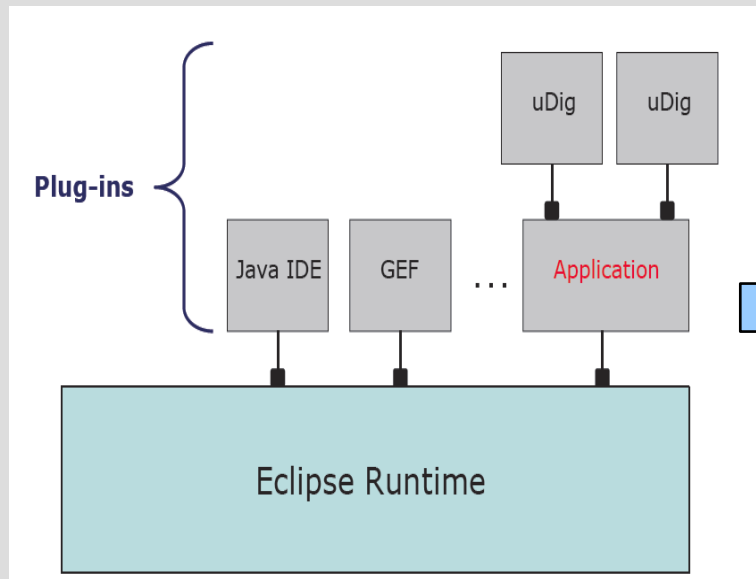 uDig
uDig
Plug-ins
Java IDE
GEF
...
Application
Eclipse Runtime